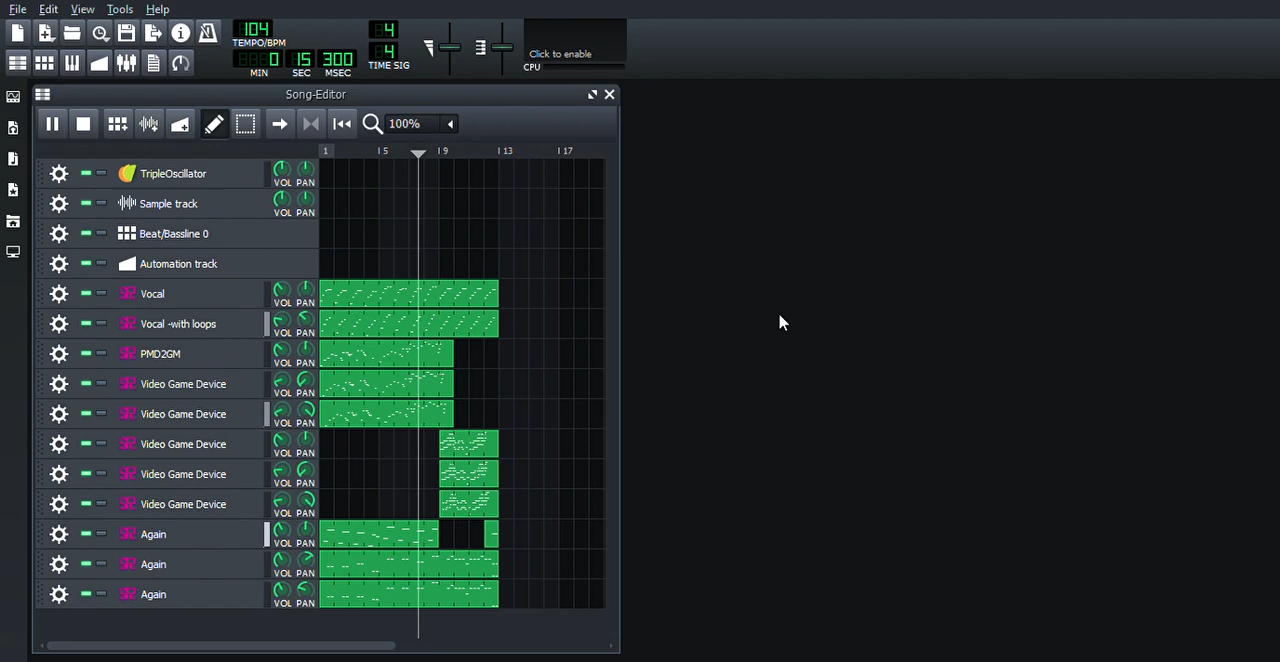 File Edit View Tools Help
104
TEMPO/BPM
0 15 300
MIN SEC MSEC
4
4
TIME SIG
Click to enable
CPU
Song-Editor
100%
1 5 9 13 17
TripleOscillator VOL PAN
Sample track VOL PAN
Beat/Bassline 0
Automation track
Vocal VOL PAN
Vocal -with loops VOL PAN
PMD2GM VOL PAN
Video Game Device VOL PAN
Video Game Device VOL PAN
Video Game Device VOL PAN
Video Game Device VOL PAN
Video Game Device VOL PAN
Again VOL PAN
Again VOL PAN
Again VOL PAN